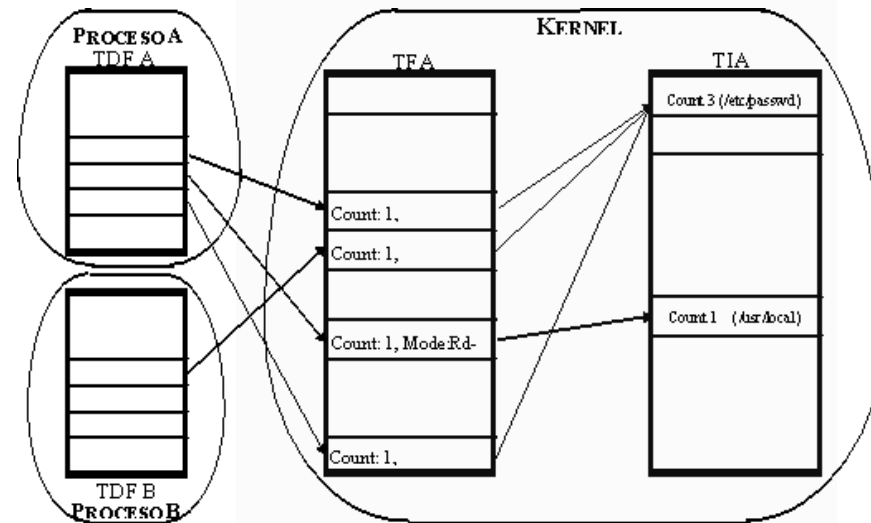 PROCESO A
TDF A
KERNEL
TFA
TIA
Count 3 (/etc/passwd)
Count: 1,
Count: 1,
Count 1 (/usr/local)
Count: 1, Mode:Rd-
Count: 1,
TDF B
PROCESO B